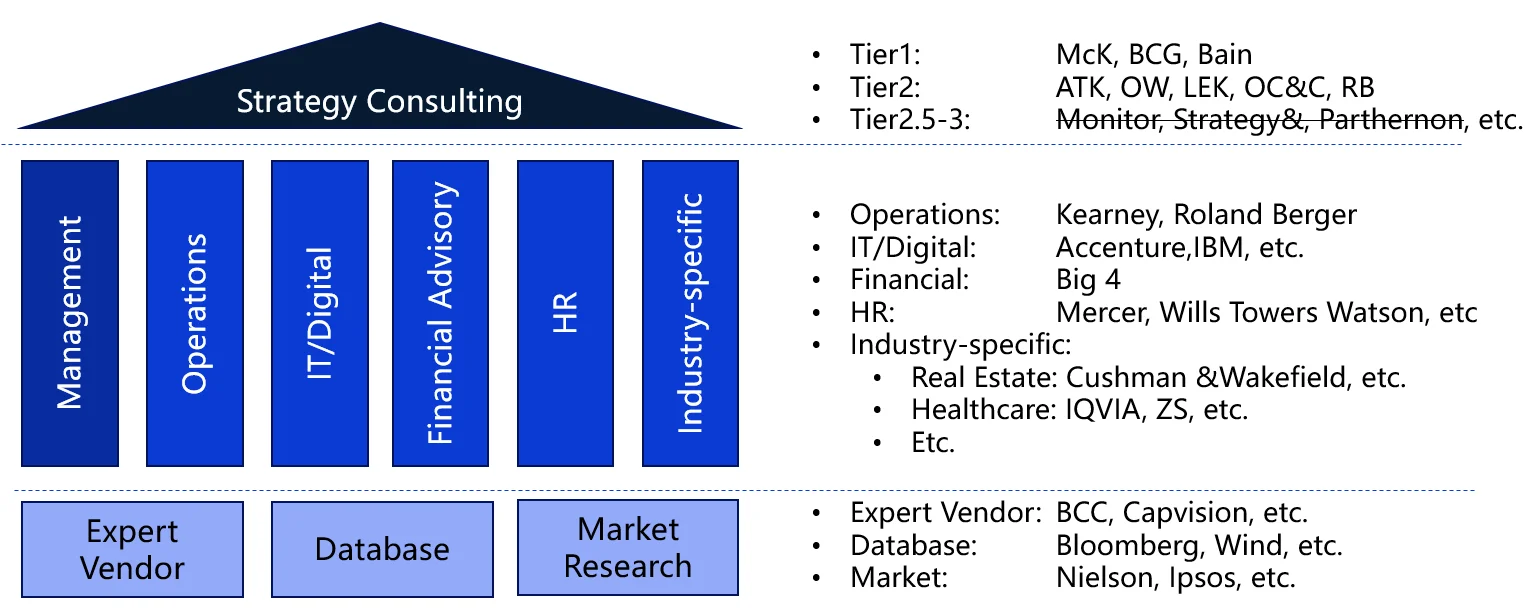 Strategy Consulting
• Tier1: McK, BCG, Bain
• Tier2: ATK, OW, LEK, OC&C, RB
• Tier2.5-3: Monitor, Strategy&, Parthernon, etc.
Management
Operations
IT/Digital
Financial Advisory
HR
Industry-specific
• Operations: Kearney, Roland Berger
• IT/Digital: Accenture,IBM, etc.
• Financial: Big 4
• HR: Mercer, Wills Towers Watson, etc
• Industry-specific:
• Real Estate: Cushman &Wakefield, etc.
• Healthcare: IQVIA, ZS, etc.
• Etc.
Expert
Vendor
Database
Market
Research
• Expert Vendor: BCC, Capvision, etc.
• Database: Bloomberg, Wind, etc.
• Market: Nielson, Ipsos, etc.